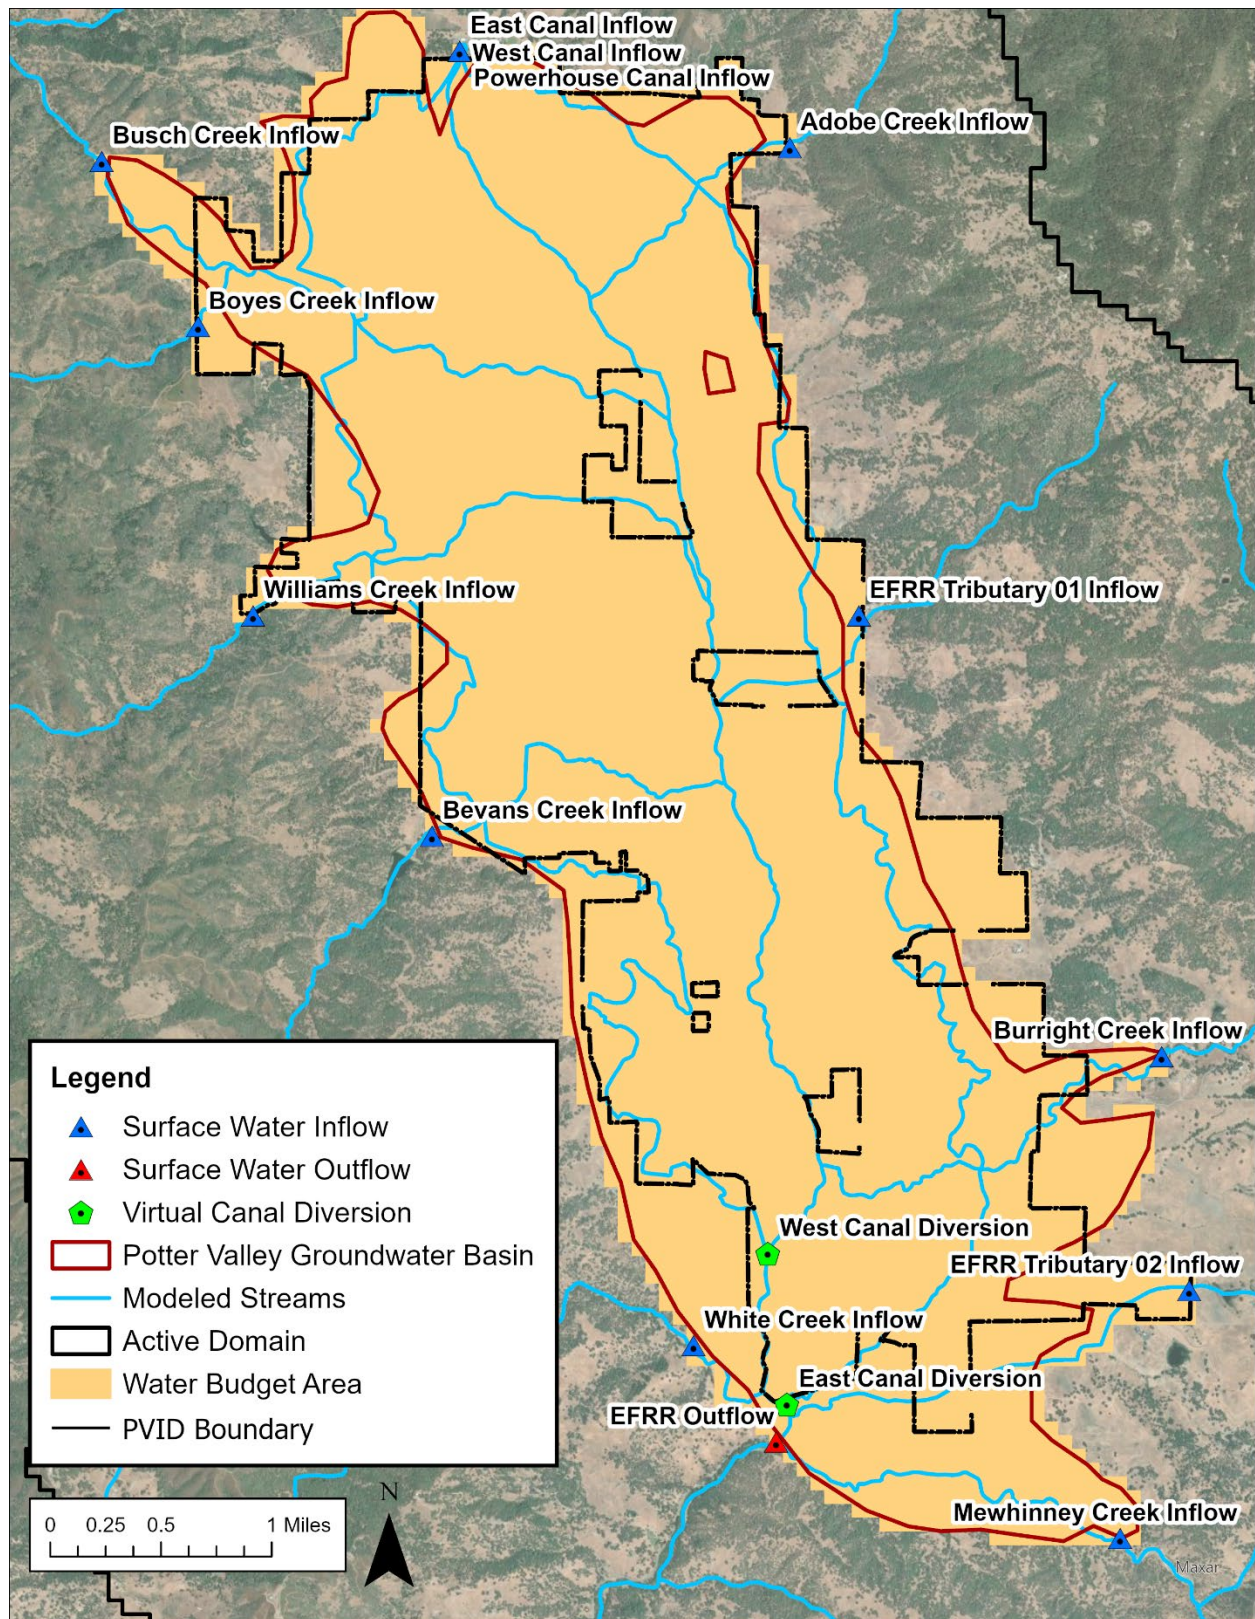 East Canal Inflow
West Canal Inflow
Powerhouse Canal Inflow
Busch Creek Inflow
Adobe Creek Inflow
Boyes Creek Inflow
Williams Creek Inflow
EFRR Tributary 01 Inflow
Bevans Creek Inflow
Burright Creek Inflow
West Canal Diversion
EFRR Tributary 02 Inflow
White Creek Inflow
East Canal Diversion
EFRR Outflow
Mewhinney Creek Inflow
Legend
Surface Water Inflow
Surface Water Outflow
Virtual Canal Diversion
Potter Valley Groundwater Basin
Modeled Streams
Active Domain
Water Budget Area
PVID Boundary
0 0.25 0.5 1 Miles
N
Maxar